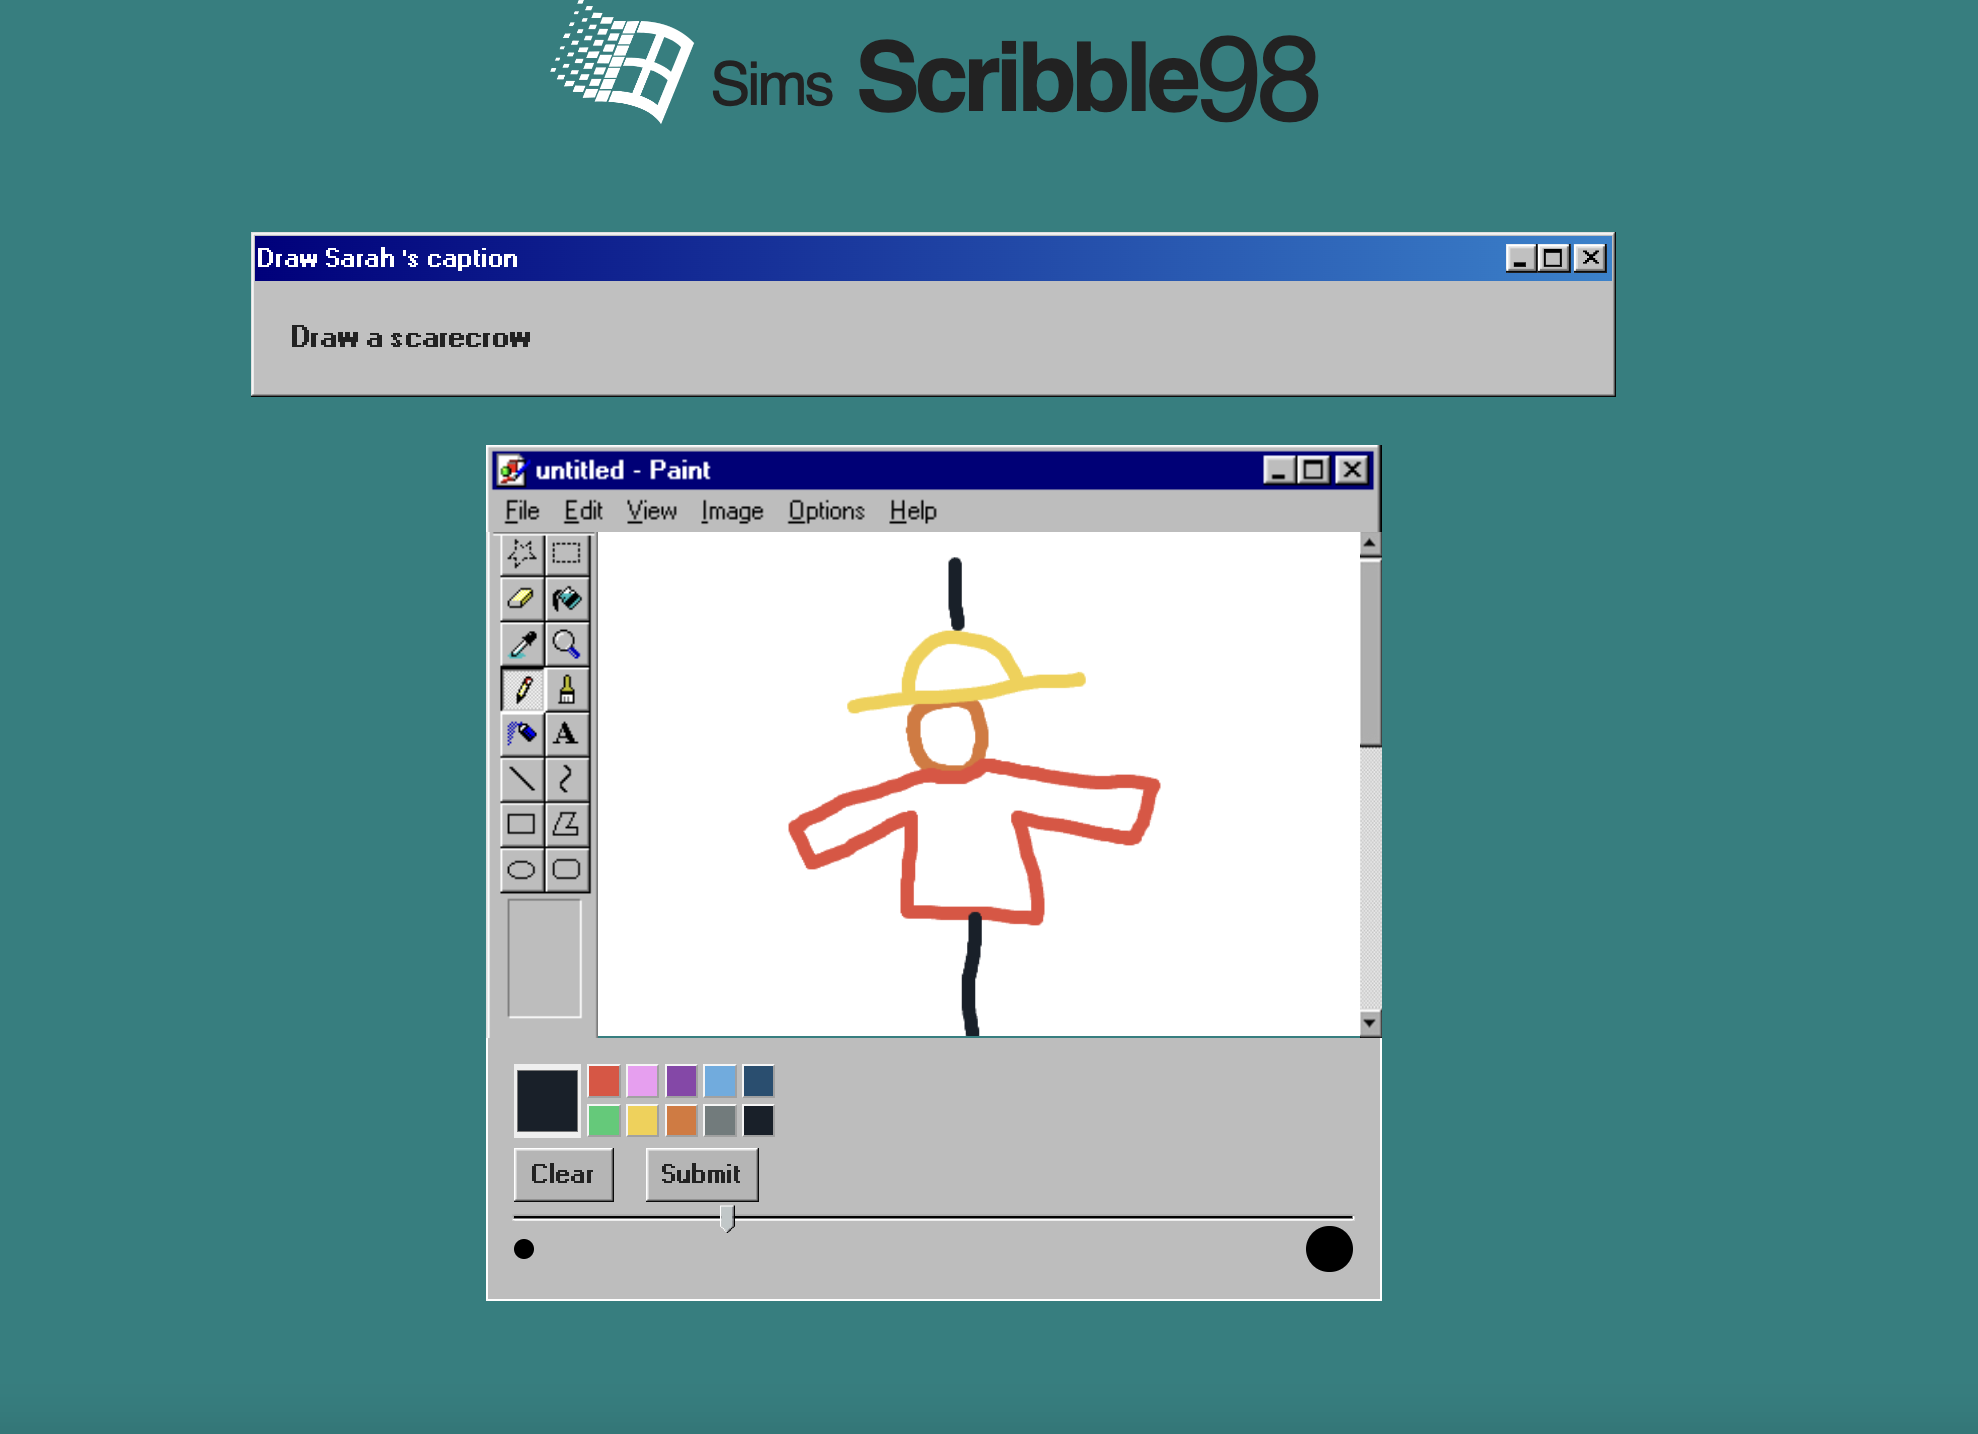 Sims Scribble98
Draw Sarah 's caption
Draw a scarecrow
untitled - Paint
File Edit View Image Options Help
A
Clear Submit